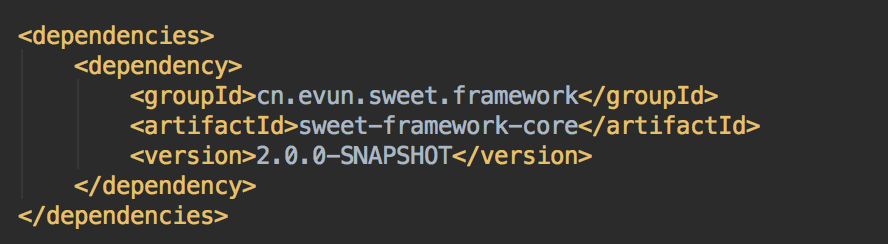 <dependencies>
<dependency>
<groupId>cn.evun.sweet.framework</groupId>
<artifactId>sweet-framework-core</artifactId>
<version>2.0.0-SNAPSHOT</version>
</dependency>
</dependencies>